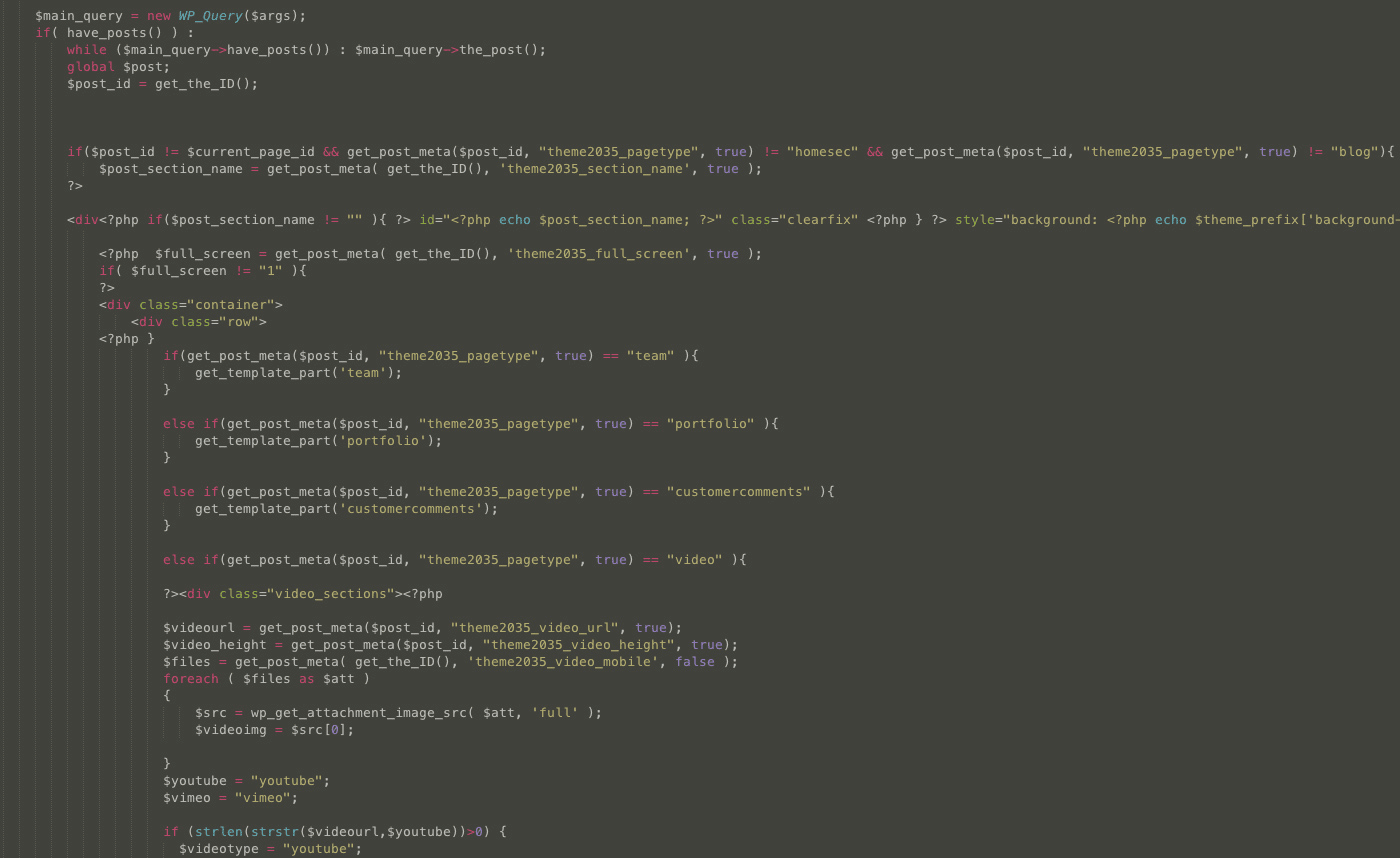 $main_query = new WP_Query($args);
if( have_posts() ) :
while ($main_query->have_posts()) : $main_query->the_post();
global $post;
$post_id = get_the_ID();
if($post_id != $current_page_id && get_post_meta($post_id, "theme2035_pagetype", true) != "homesec" && get_post_meta($post_id, "theme2035_pagetype", true) != "blog"){
$post_section_name = get_post_meta( get_the_ID(), 'theme2035_section_name', true );
?>
<div<?php if($post_section_name != "" ){ ?> id="<?php echo $post_section_name; ?>" class="clearfix" <?php } ?> style="background: <?php echo $theme_prefix['background-
<?php  $full_screen = get_post_meta( get_the_ID(), 'theme2035_full_screen', true );
if( $full_screen != "1" ){
?>
<div class="container">
<div class="row">
<?php }
if(get_post_meta($post_id, "theme2035_pagetype", true) == "team" ){
get_template_part('team');
}
else if(get_post_meta($post_id, "theme2035_pagetype", true) == "portfolio" ){
get_template_part('portfolio');
}
else if(get_post_meta($post_id, "theme2035_pagetype", true) == "customercomments" ){
get_template_part('customercomments');
}
else if(get_post_meta($post_id, "theme2035_pagetype", true) == "video" ){
?><div class="video_sections"><?php
$videourl = get_post_meta($post_id, "theme2035_video_url", true);
$video_height = get_post_meta($post_id, "theme2035_video_height", true);
$files = get_post_meta( get_the_ID(), 'theme2035_video_mobile', false );
foreach ( $files as $att )
{
$src = wp_get_attachment_image_src( $att, 'full' );
$videoimg = $src[0];
}
$youtube = "youtube";
$vimeo = "vimeo";
if (strlen(strstr($videourl,$youtube))>0) {
$videotype = "youtube";